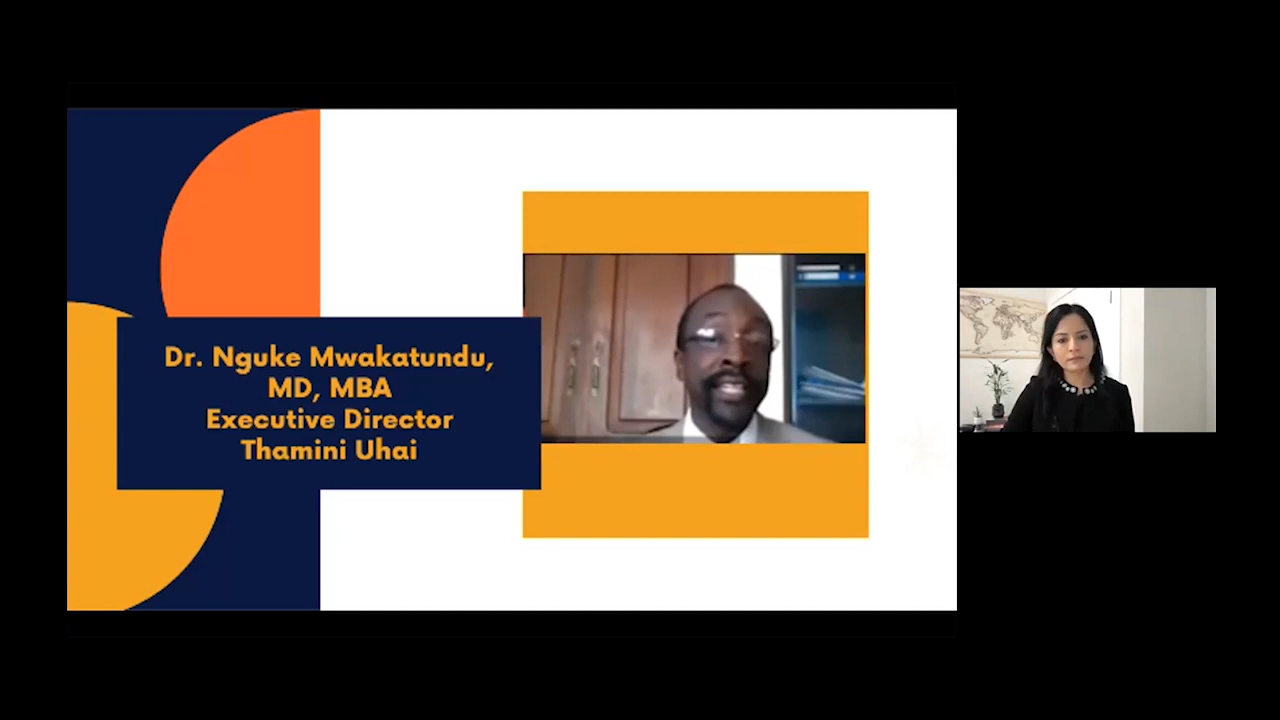 Dr. Nguke Mwakatundu,
MD, MBA
Executive Director
Thamini Uhai